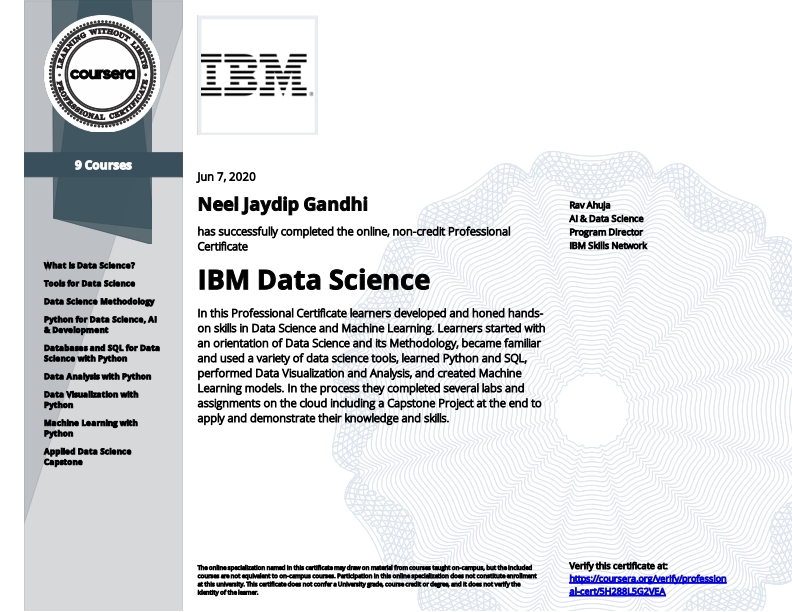 LEARNING WITHOUT LIMITS
coursera
PROFESSIONAL CERTIFICATE
IBM.
9 Courses
What is Data Science?
Tools for Data Science
Data Science Methodology
Python for Data Science, AI
& Development
Databases and SQL for Data
Science with Python
Data Analysis with Python
Data Visualization with
Python
Machine Learning with
Python
Applied Data Science
Capstone
Jun 7, 2020
Neel Jaydip Gandhi
has successfully completed the online, non-credit Professional
Certificate
IBM Data Science
In this Professional Certificate learners developed and honed hands-
on skills in Data Science and Machine Learning. Learners started with
an orientation of Data Science and its Methodology, became familiar
and used a variety of data science tools, learned Python and SQL,
performed Data Visualization and Analysis, and created Machine
Learning models. In the process they completed several labs and
assignments on the cloud including a Capstone Project at the end to
apply and demonstrate their knowledge and skills.
Rav Ahuja
AI & Data Science
Program Director
IBM Skills Network
The online specialization named in this certificate may draw on material from courses taught on-campus, but the included
courses are not equivalent to on-campus courses. Participation in this online specialization does not constitute enrollment
at this university. This certificate does not confer a University grade, course credit or degree, and it does not verify the
identity of the learner.
Verify this certificate at:
https://coursera.org/verify/profession
al-cert/5H288L5G2VEA